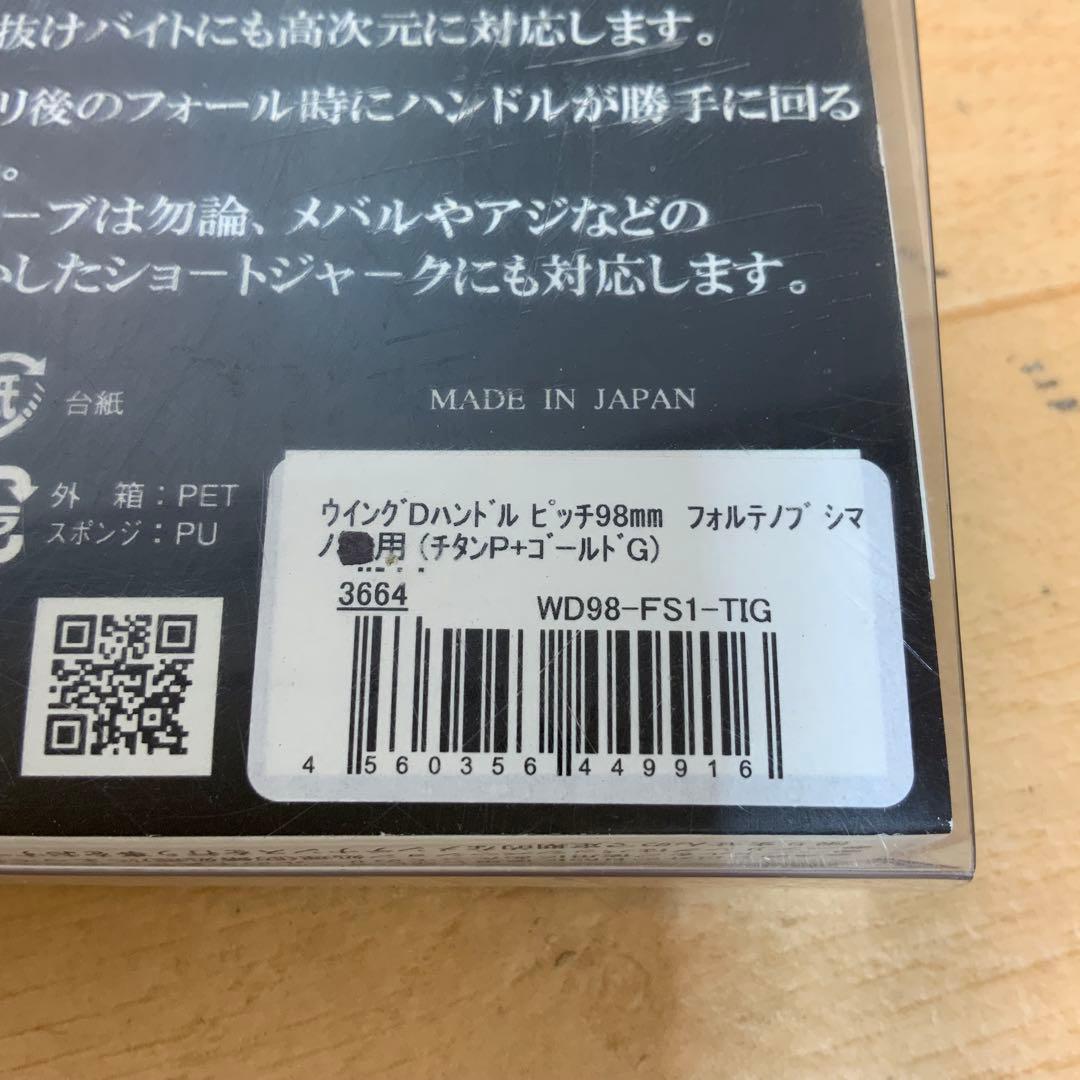 抜けバイトにも高次元に対応します。
リ後のフォール時にハンドルが勝手に回る
。
ーブは勿論、メバルやアジなどの
かしたショートジャークにも対応します。
紙 台紙
MADE IN JAPAN
外 箱：PET
スポンジ：PU
ウイングDハンドル ピッチ98mm フォルテノブ シマ
ノ 用 (チタンP+ゴールドG)
3664
WD98-FS1-TIG
4 560356 449916